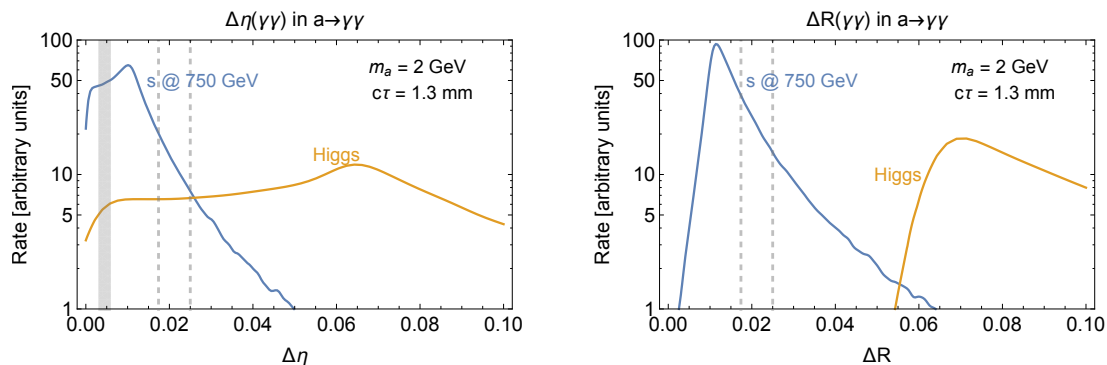 Δη(γγ) in a→γγ
100
50
10
5
1
Rate [arbitrary units]
s @ 750 GeV
m_a = 2 GeV
cτ = 1.3 mm
Higgs
0.00 0.02 0.04 0.06 0.08 0.10
Δη
ΔR(γγ) in a→γγ
100
50
10
5
1
Rate [arbitrary units]
s @ 750 GeV
m_a = 2 GeV
cτ = 1.3 mm
Higgs
0.00 0.02 0.04 0.06 0.08 0.10
ΔR